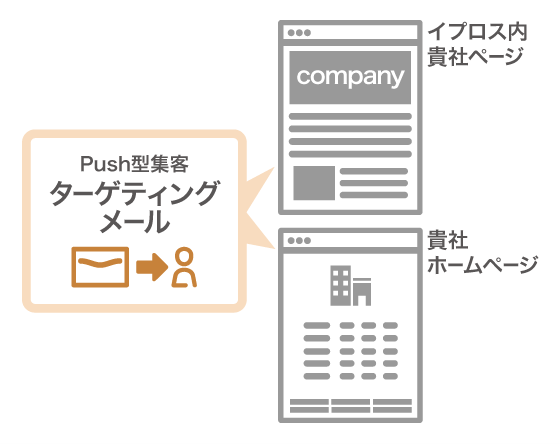 イプロス内
貴社ページ
company
Push型集客
ターゲティング
メール
貴社
ホームページ